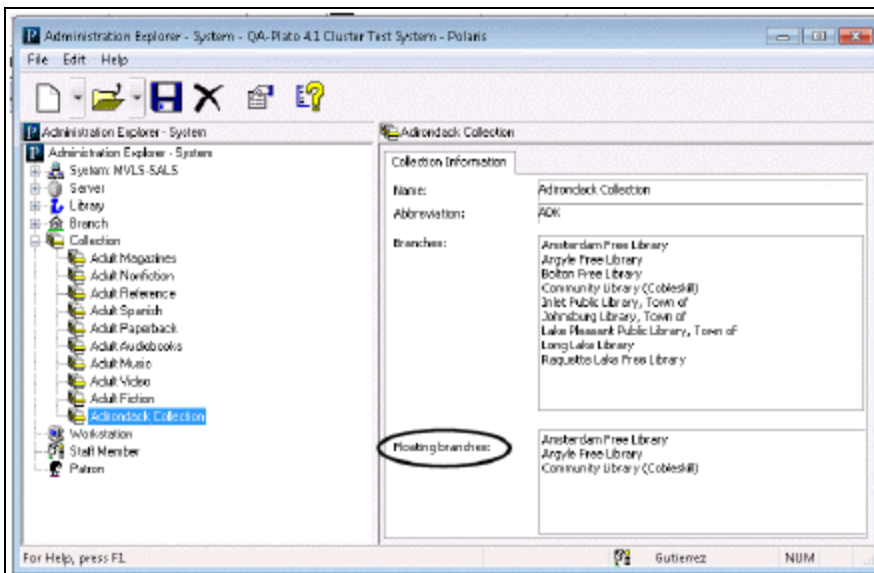 Administration Explorer - System - QA-Plato 4.1 Cluster Test System - Polaris
File Edit Help
Administration Explorer - System
Administration Explorer - System
System: MVLS-SALS
Server
Library
Branch
Collection
Adult Magazines
Adult Nonfiction
Adult Reference
Adult Spanish
Adult Paperback
Adult Audiobooks
Adult Music
Adult Video
Adult Fiction
Adirondack Collection
Workstation
Staff Member
Patron
Adirondack Collection
Collection Information
Name: Adirondack Collection
Abbreviation: ADK
Branches:
Amsterdam Free Library
Argyle Free Library
Bolton Free Library
Community Library (Cobleskill)
Inlet Public Library, Town of
Johnsburg Library, Town of
Lake Pleasant Public Library, Town of
Long Lake Library
Raquette Lake Free Library
Floating branches:
Amsterdam Free Library
Argyle Free Library
Community Library (Cobleskill)
For Help, press F1
Gutierrez
NUM